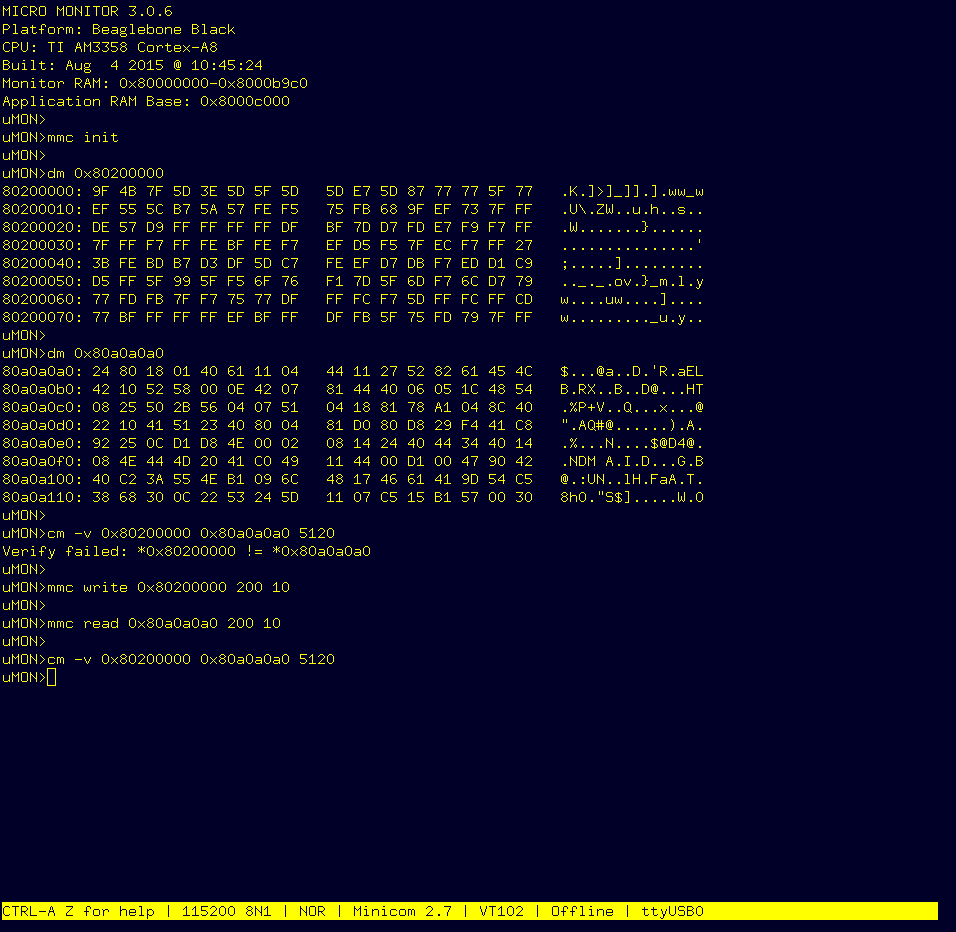 MICRO MONITOR 3.0.6
Platform: Beaglebone Black
CPU: TI AM3358 Cortex-A8
Built: Aug  4 2015 @ 10:45:24
Monitor RAM: 0x80000000-0x8000b9c0
Application RAM Base: 0x8000c000
uMON>
uMON>mmc init
uMON>
uMON>dm 0x80200000
80200000: 9F 4B 7F 5D 3E 5D 5F 5D   5D E7 5D 87 77 77 5F 77   .K.]>]_]].].ww_w
80200010: EF 55 5C B7 5A 57 FE F5   75 FB 68 9F EF 73 7F FF   .U\.ZW..u.h..s..
80200020: DE 57 D9 FF FF FF FF DF   BF 7D D7 FD E7 F9 F7 FF   .W.......}......
80200030: 7F FF F7 FF FE BF FE F7   EF D5 F5 7F EC F7 FF 27   ...............'
80200040: 3B FE BD B7 D3 DF 5D C7   FE EF D7 DB F7 ED D1 C9   ;.....].........
80200050: D5 FF 5F 99 5F F5 6F 76   F1 7D 5F 6D F7 6C D7 79   .._._.ov.}_m.l.y
80200060: 77 FD FB 7F F7 75 77 DF   FF FF FC F7 5D FF FC FF CD   w....uw....]....
80200070: 77 BF FF FF FF EF BF FF   DF FB 5F 75 FD 79 7F FF   w........._u.y..
uMON>
uMON>dm 0x80a0a0a0
80a0a0a0: 24 80 18 01 40 61 11 04   44 11 27 52 82 61 45 4C   $...@a..D.'R.aEL
80a0a0b0: 42 10 52 58 00 0E 42 07   81 44 40 06 05 1C 48 54   B.RX..B..D@...HT
80a0a0c0: 08 25 50 2B 56 04 07 51   04 18 81 78 A1 04 8C 40   .%P+V..Q...x...@
80a0a0d0: 22 10 41 51 23 40 80 04   81 D0 80 D8 29 F4 41 C8   ".AQ#@......).A.
80a0a0e0: 92 25 0C D1 D8 4E 00 02   08 14 24 40 44 34 40 14   .%...N....$@D4@.
80a0a0f0: 08 4E 44 4D 20 41 C0 49   11 44 00 D1 00 47 90 42   .NDM A.I.D...G.B
80a0a100: 40 C2 3A 55 4E B1 09 6C   48 17 46 61 41 9D 54 C5   @.:UN..lH.FaA.T.
80a0a110: 38 68 30 0C 22 53 24 5D   11 07 C5 15 B1 57 00 30   8h0."S$].....W.0
uMON>
uMON>cm -v 0x80200000 0x80a0a0a0 5120
Verify failed: *0x80200000 != *0x80a0a0a0
uMON>
uMON>mmc write 0x80200000 200 10
uMON>
uMON>mmc read 0x80a0a0a0 200 10
uMON>
uMON>cm -v 0x80200000 0x80a0a0a0 5120
uMON>
CTRL-A Z for help | 115200 8N1 | NOR | Minicom 2.7 | VT102 | Offline | ttyUSB0